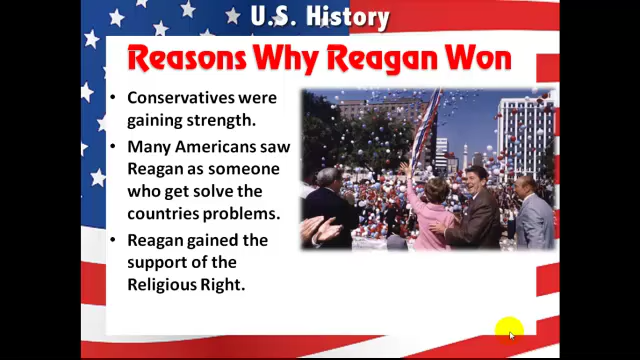 U.S. History
Reasons Why Reagan Won
• Conservatives were
gaining strength.
• Many Americans saw
Reagan as someone
who get solve the
countries problems.
• Reagan gained the
support of the
Religious Right.